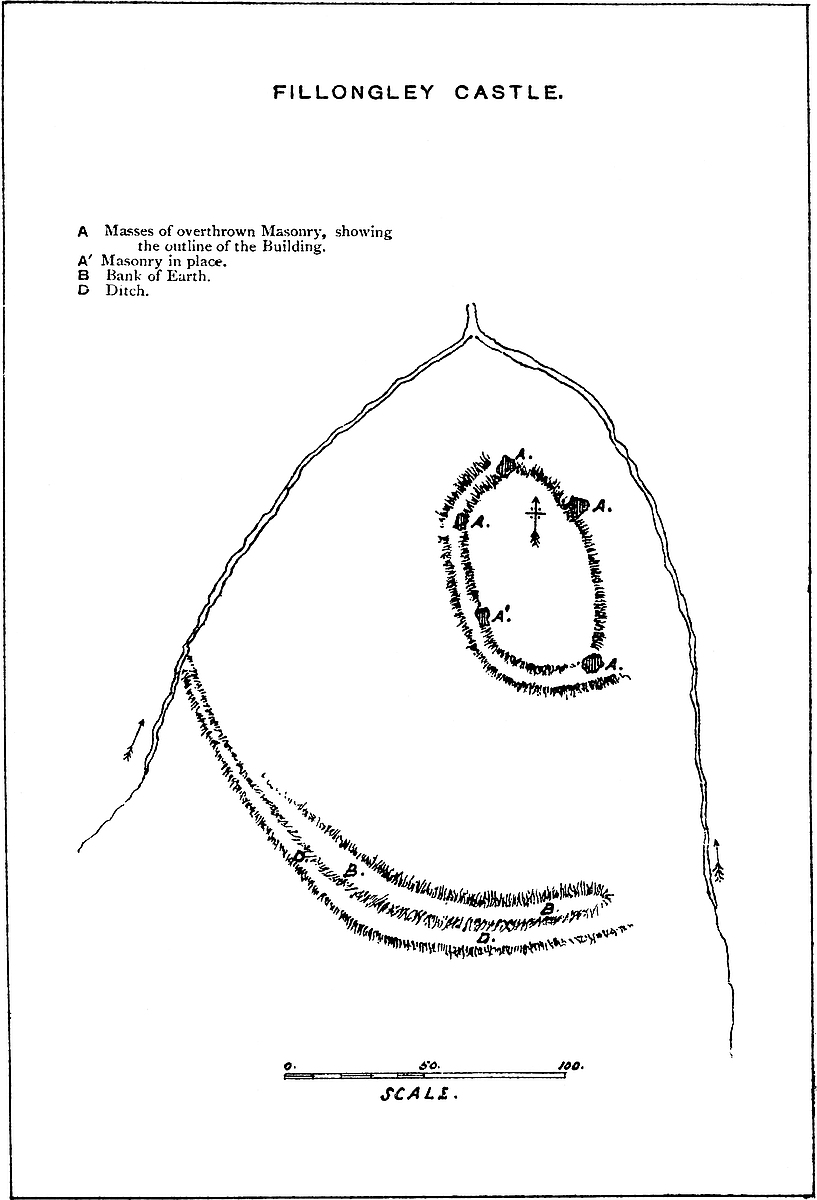 FILLONGLEY CASTLE.
A Masses of overthrown Masonry, showing
the outline of the Building.
A' Masonry in place.
B Bank of Earth.
D Ditch.
A.
A.
A.
A'.
A.
D.
B.
B.
D.
0. 50. 100.
SCALE.